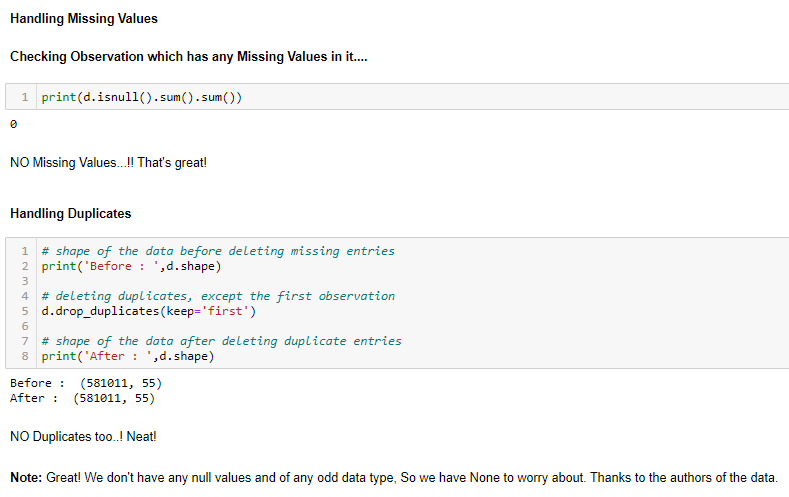 Handling Missing Values
Checking Observation which has any Missing Values in it....
1 print(d.isnull().sum().sum())
0
NO Missing Values...!! That's great!
Handling Duplicates
1 # shape of the data before deleting missing entries
2 print('Before : ',d.shape)
3
4 # deleting duplicates, except the first observation
5 d.drop_duplicates(keep='first')
6
7 # shape of the data after deleting duplicate entries
8 print('After : ',d.shape)
Before :  (581011, 55)
After :  (581011, 55)
NO Duplicates too..! Neat!
Note: Great! We don't have any null values and of any odd data type, So we have None to worry about. Thanks to the authors of the data.